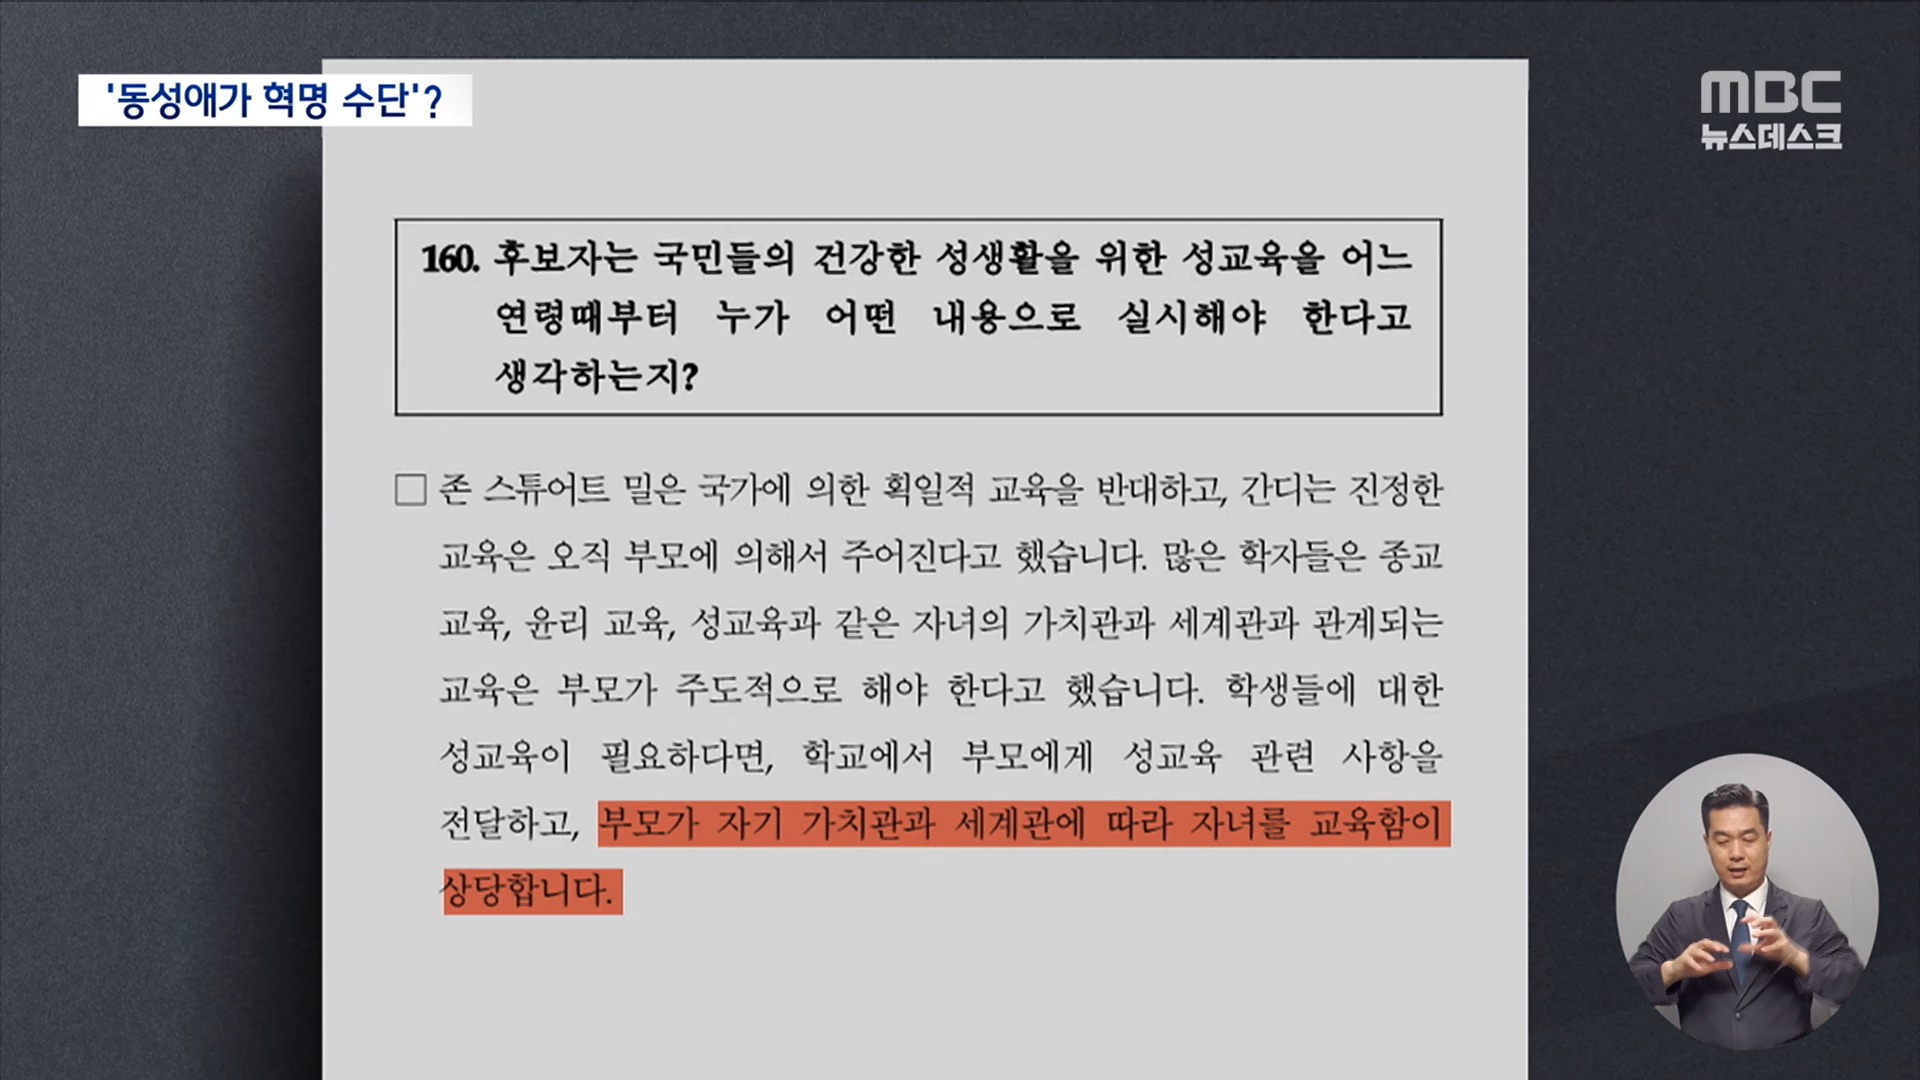 '동성애가 혁명 수단'?
MBC
뉴스데스크
160. 후보자는 국민들의 건강한 성생활을 위한 성교육을 어느
연령때부터 누가 어떤 내용으로 실시해야 한다고
생각하는지?
□ 존 스튜어트 밀은 국가에 의한 획일적 교육을 반대하고, 간디는 진정한
교육은 오직 부모에 의해서 주어진다고 했습니다. 많은 학자들은 종교
교육, 윤리 교육, 성교육과 같은 자녀의 가치관과 세계관과 관계되는
교육은 부모가 주도적으로 해야 한다고 했습니다. 학생들에 대한
성교육이 필요하다면, 학교에서 부모에게 성교육 관련 사항을
전달하고, 부모가 자기 가치관과 세계관에 따라 자녀를 교육함이
상당합니다.